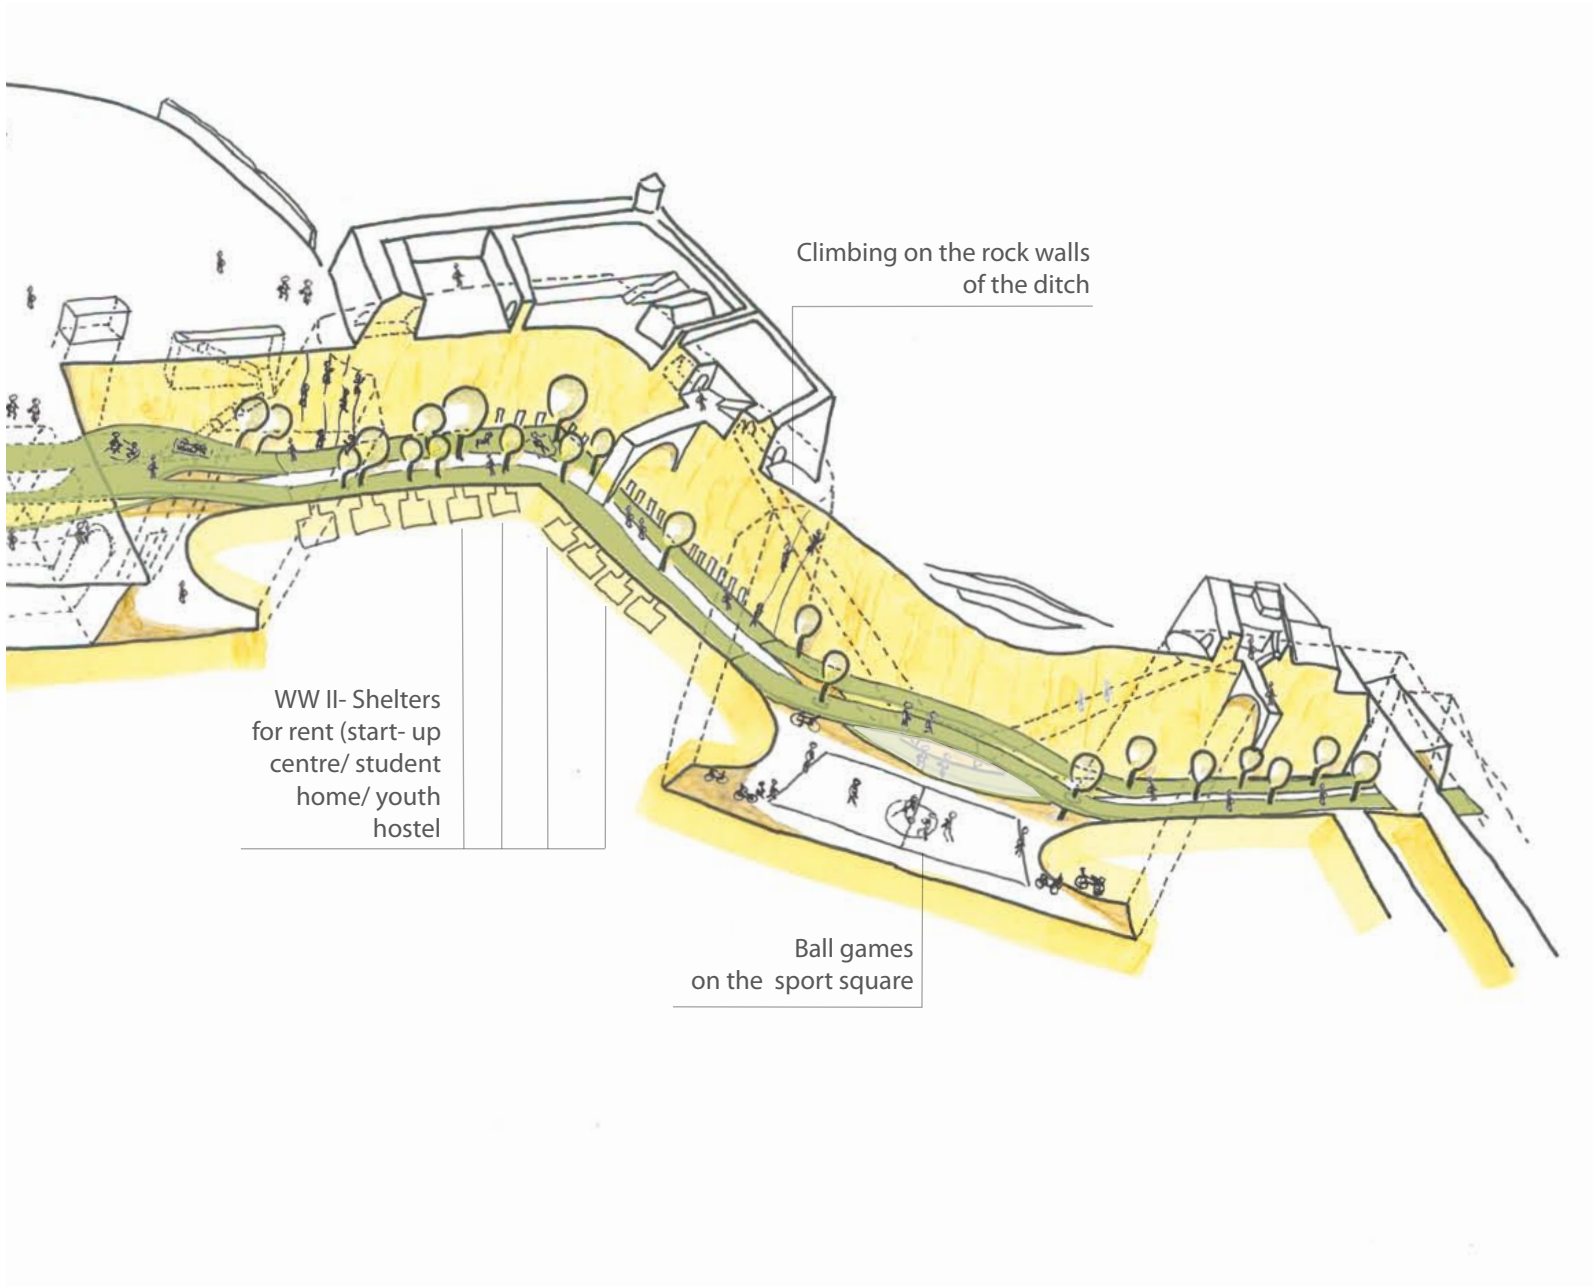 Climbing on the rock walls
of the ditch
WW II- Shelters
for rent (start- up
centre/ student
home/ youth
hostel
Ball games
on the  sport square